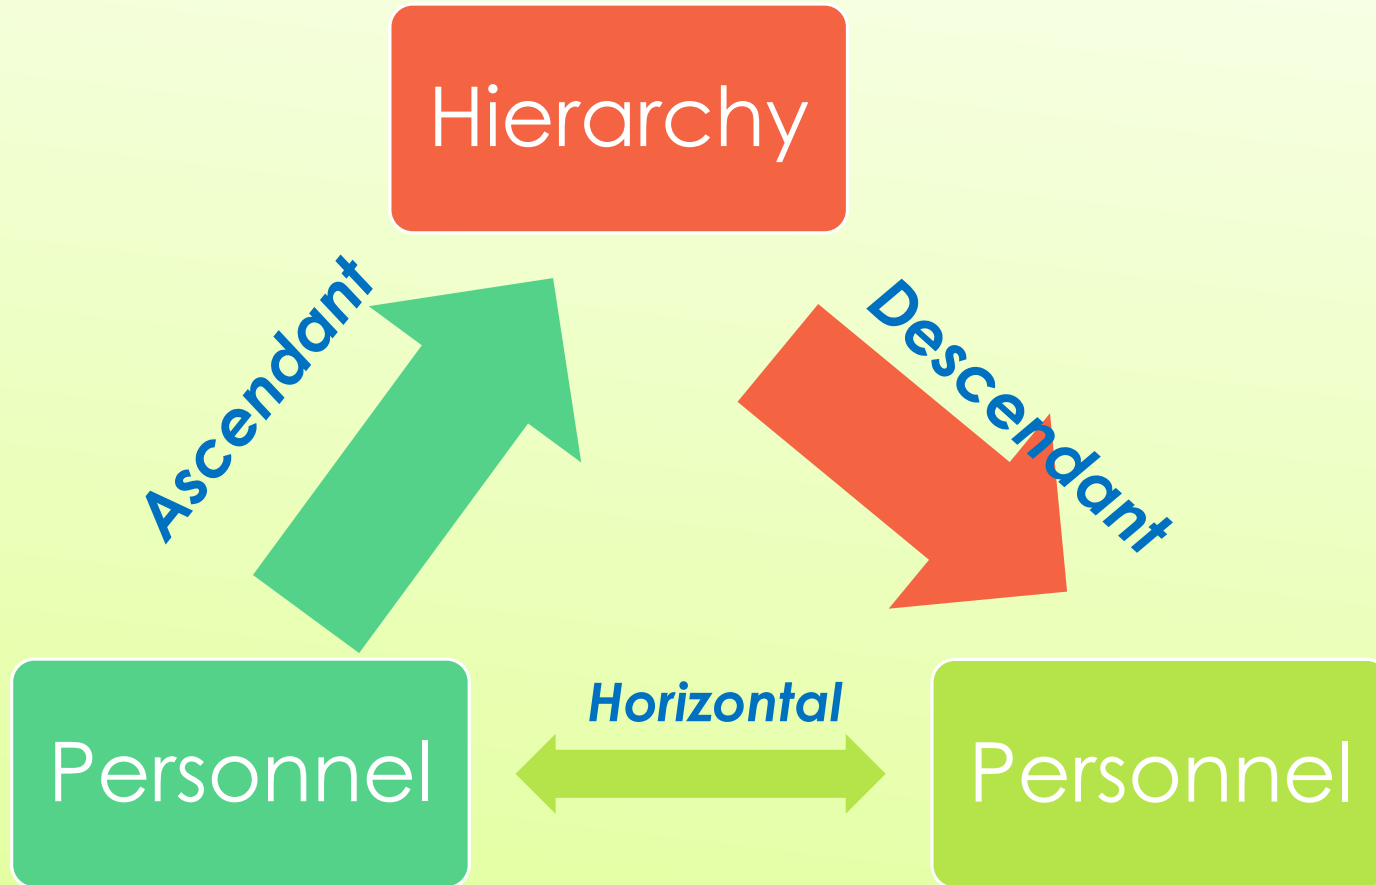 Hierarchy
Ascendant
Descendant
Horizontal
Personnel
Personnel